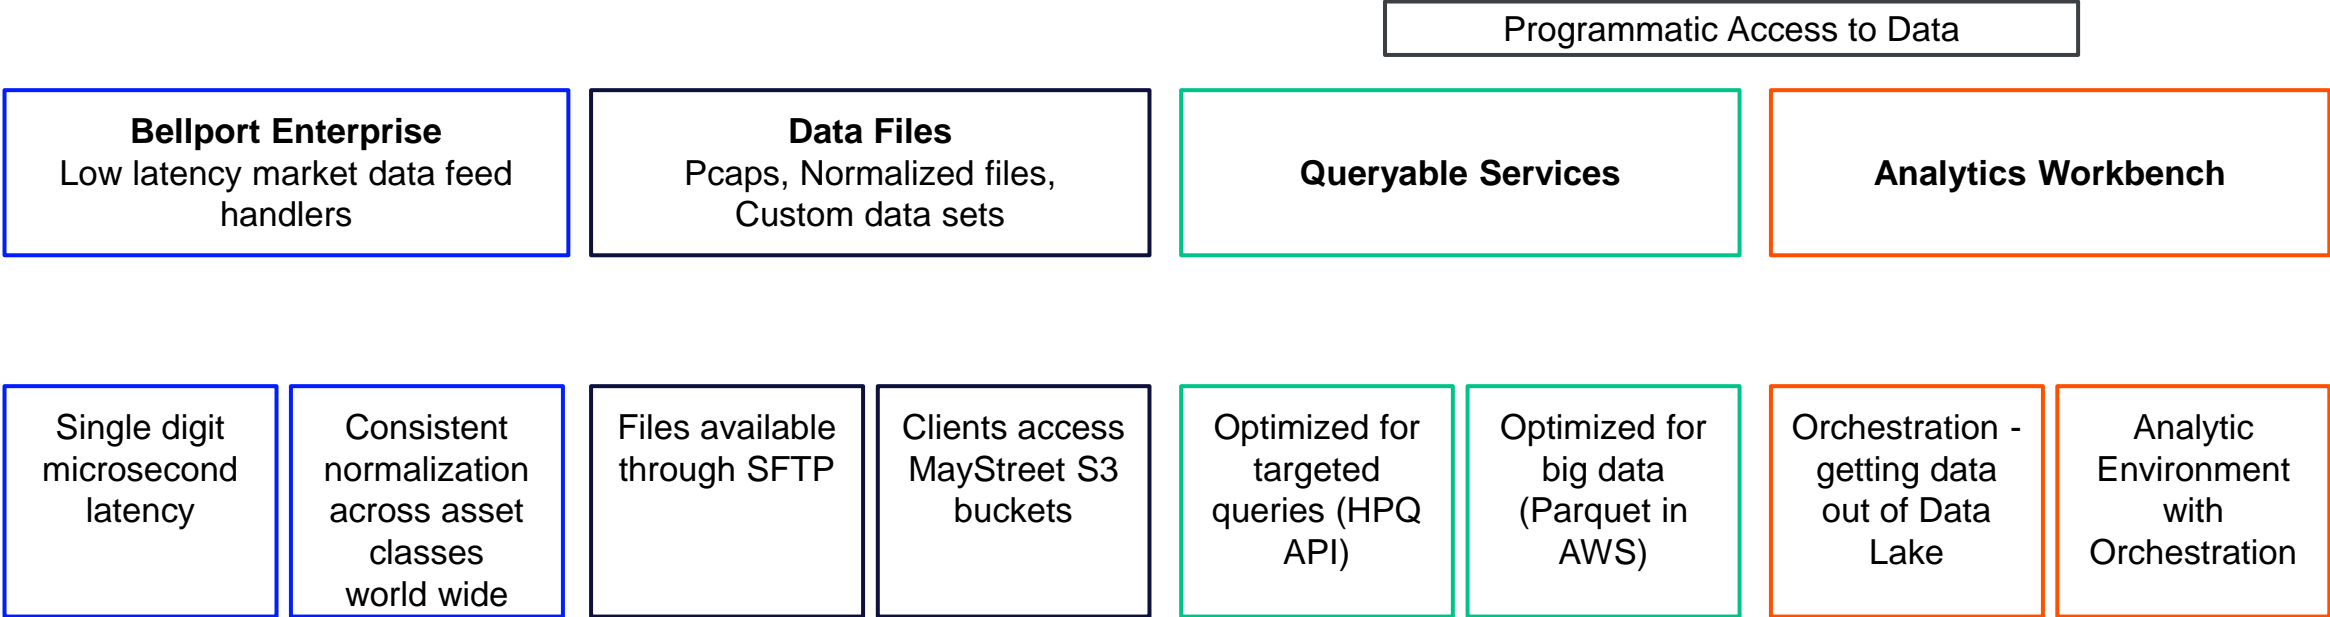 Programmatic Access to Data
Bellport Enterprise
Low latency market data feed
handlers
Data Files
Pcaps, Normalized files,
Custom data sets
Queryable Services
Analytics Workbench
Single digit
microsecond
latency
Consistent
normalization
across asset
classes
world wide
Files available
through SFTP
Clients access
MayStreet S3
buckets
Optimized for
targeted
queries (HPQ
API)
Optimized for
big data
(Parquet in
AWS)
Orchestration -
getting data
out of Data
Lake
Analytic
Environment
with
Orchestration